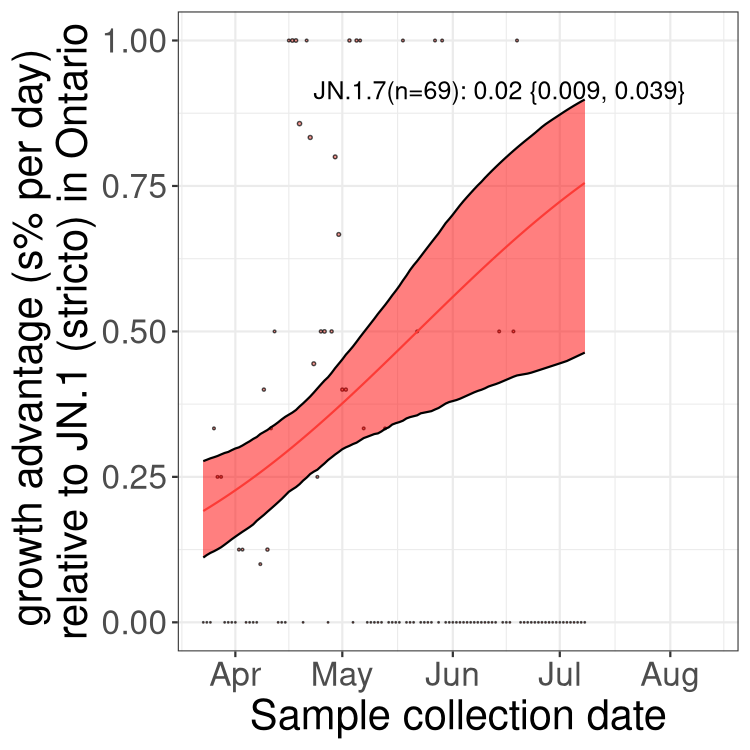 growth advantage (s% per day)
relative to JN.1 (stricto) in Ontario
1.00
0.75
0.50
0.25
0.00
JN.1.7(n=69): 0.02 {0.009, 0.039}
Apr May Jun Jul Aug
Sample collection date